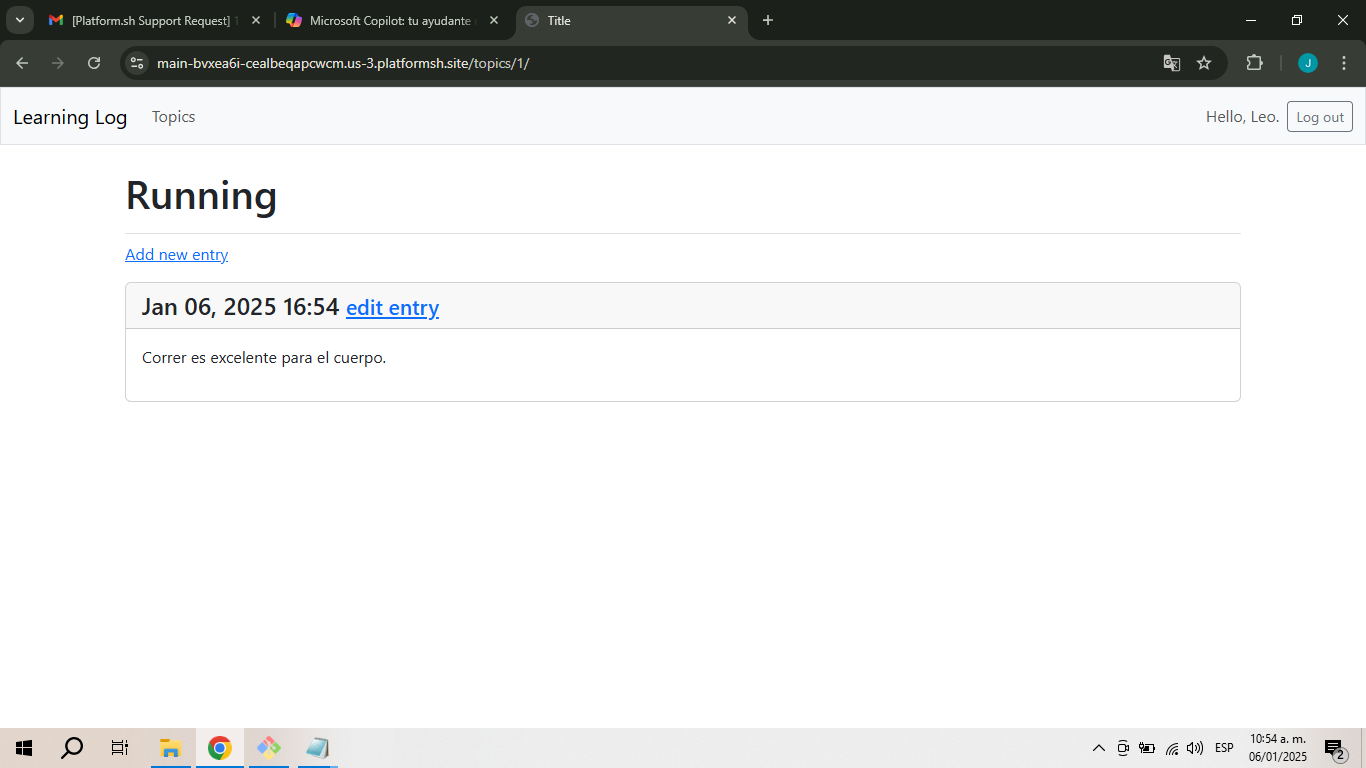 [Platform.sh Support Request]
Microsoft Copilot: tu ayudante
Title
main-bvxea6i-cealbeqapcwcm.us-3.platformsh.site/topics/1/
J
Learning Log Topics Hello, Leo. Log out
Running
Add new entry
Jan 06, 2025 16:54 edit entry
Correr es excelente para el cuerpo.
ESP
10:54 a. m.
06/01/2025
2